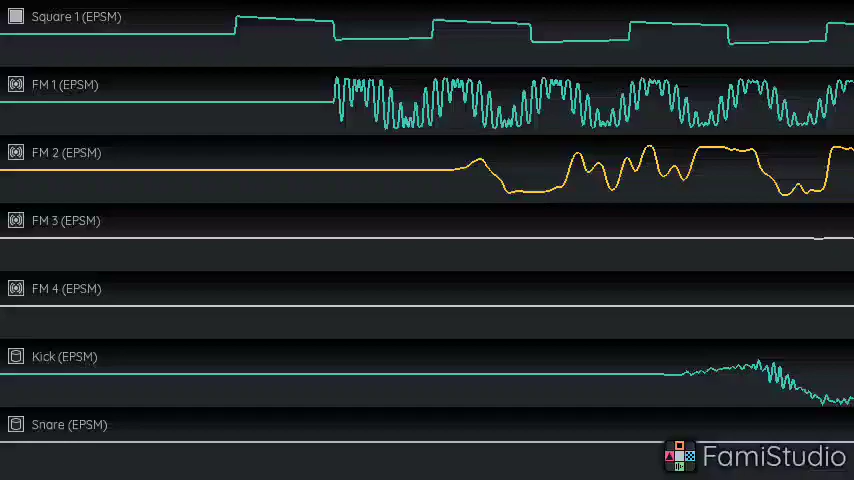 Square 1 (EPSM)
FM 1 (EPSM)
FM 2 (EPSM)
FM 3 (EPSM)
FM 4 (EPSM)
Kick (EPSM)
Snare (EPSM)
FamiStudio